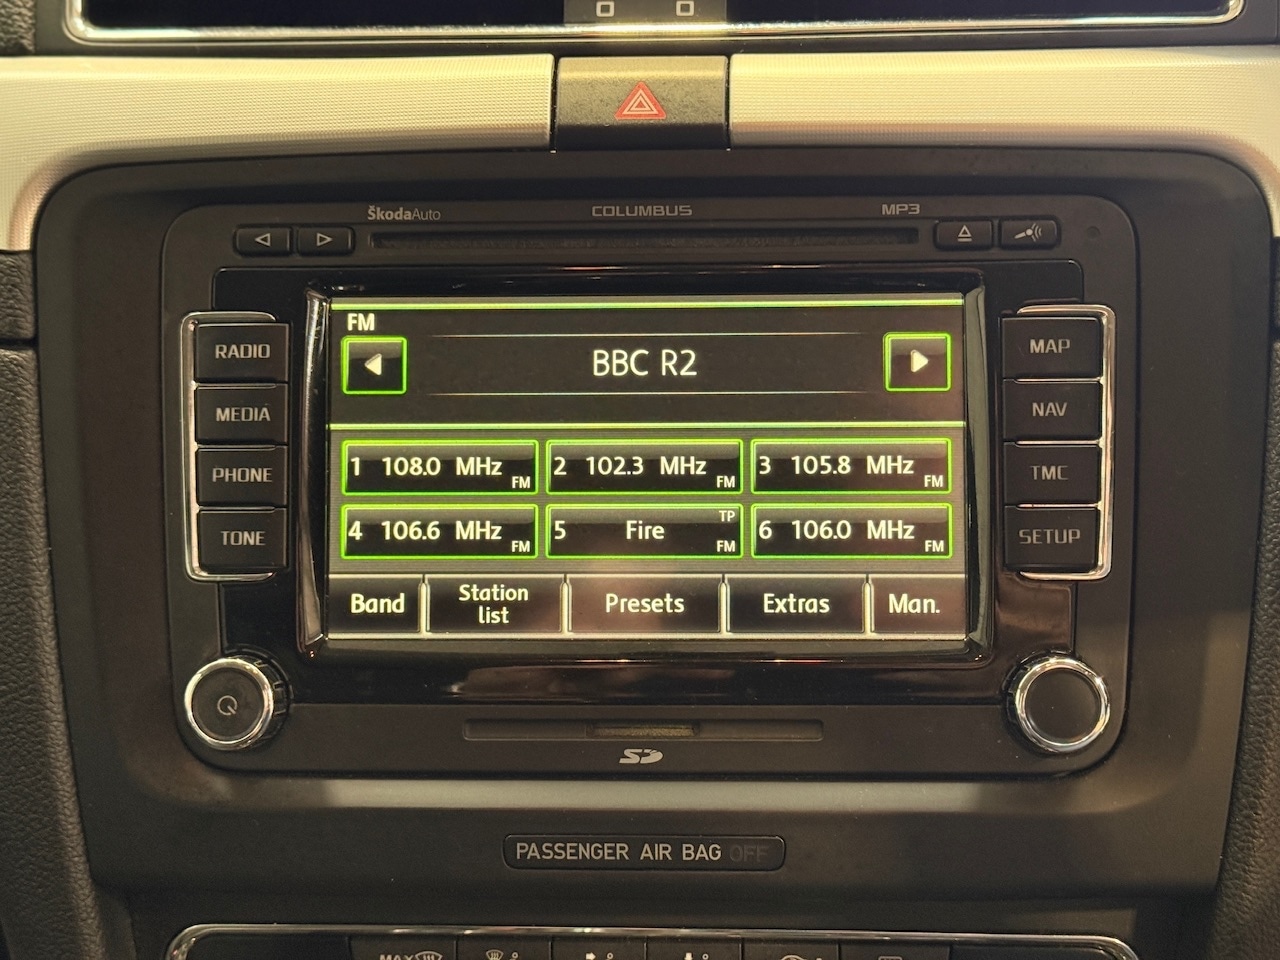 ŠkodaAuto COLUMBUS MP3
FM
BBC R2
RADIO
MEDIA
PHONE
TONE
1 108.0 MHz FM
2 102.3 MHz FM
3 105.8 MHz FM
4 106.6 MHz FM
5 Fire TP FM
6 106.0 MHz FM
Band
Station
list
Presets
Extras
Man.
MAP
NAV
TMC
SETUP
SD
PASSENGER AIR BAG OFF
MAX